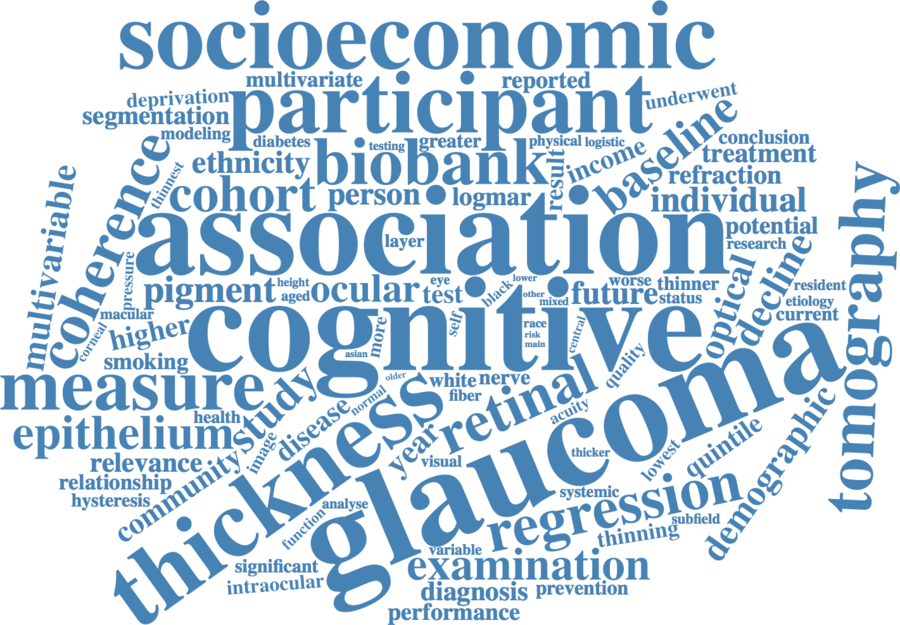 socioeconomic
multivariate
reported
deprivation
participant
underwent
segmentation
modeling
diabetes
testing
greater
physical
logistic
baseline
conclusion
coherence
thinnest
ethnicity
biobank
result
income
treatment
refraction
multivariable
cohort
person
logmar
individual
tomography
association
layer
potential
research
pressure
pigment
height
aged
ocular
eye
test
black
lower
other
mixed
future
worse
status
thinner
optical
decline
resident
etiology
current
macular
corneal
higher
cognitive
more
self
race
risk
main
central
asian
smoking
measure
study
thickness
older
normal
white
nerve
fiber
retinal
quality
acuity
glaucoma
health
disease
epithelium
image
year
visual
thicker
lowest
quintile
demographic
relevance
relationship
hysteresis
community
function
analyse
systemic
regression
thinning
subfield
variable
significant
intraocular
examination
diagnosis
prevention
performance